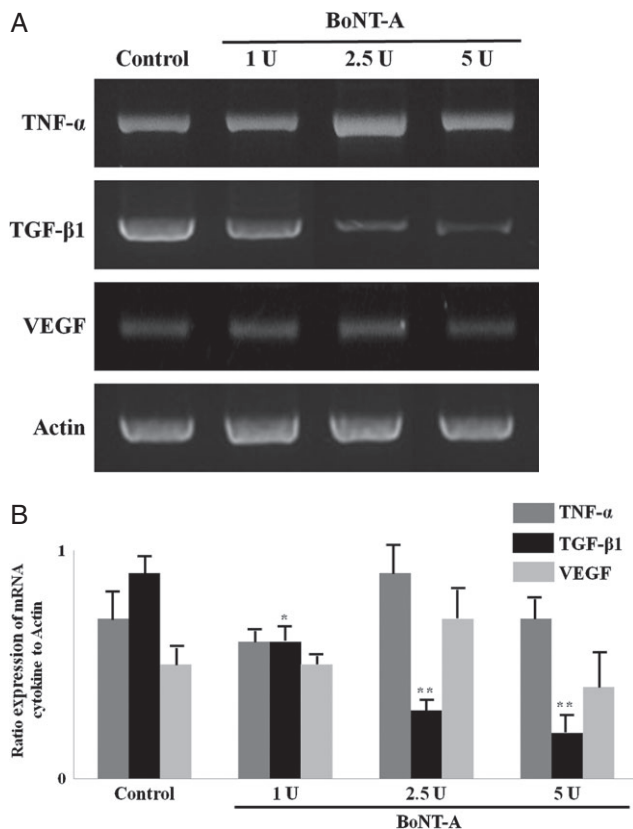 A
BoNT-A
Control 1 U 2.5 U 5 U
TNF-α
TGF-β1
VEGF
Actin
B
TNF-α
TGF-β1
VEGF
Ratio expression of mRNA
cytokine to Actin
1
0
*
**
**
Control 1 U 2.5 U 5 U
BoNT-A